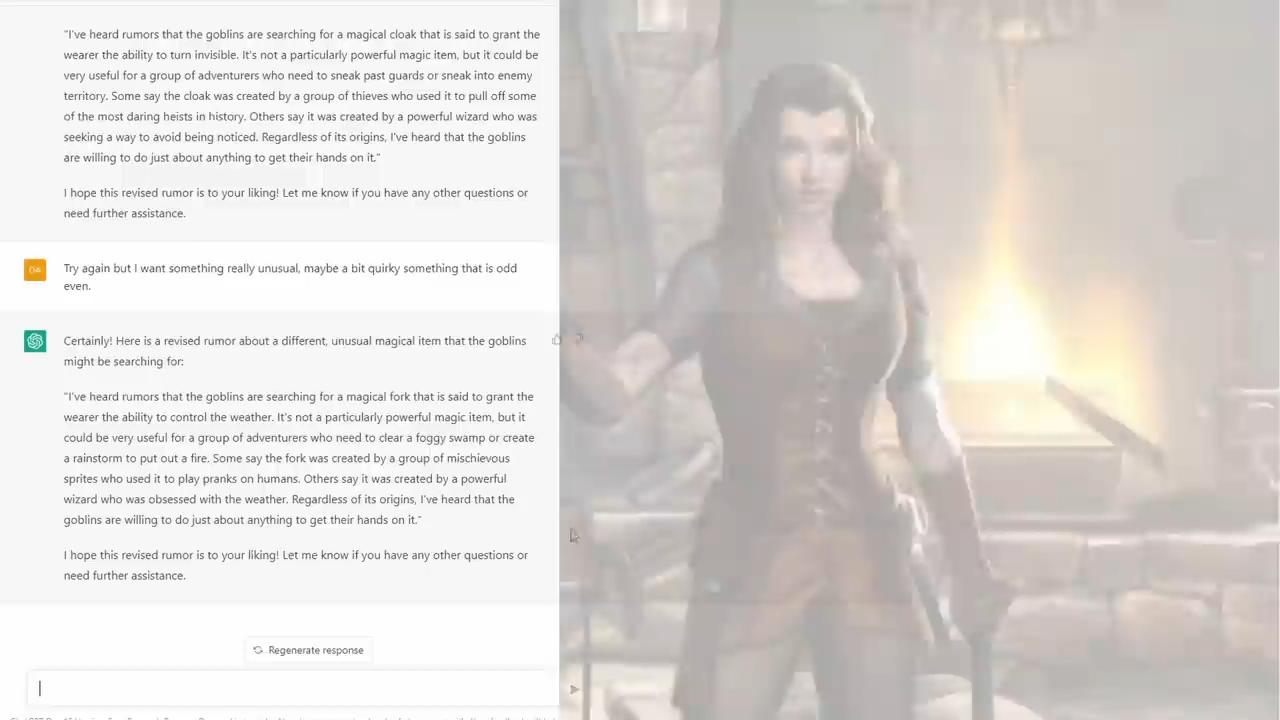 "I've heard rumors that the goblins are searching for a magical cloak that is said to grant the
wearer the ability to turn invisible. It's not a particularly powerful magic item, but it could be
very useful for a group of adventurers who need to sneak past guards or sneak into enemy
territory. Some say the cloak was created by a group of thieves who used it to pull off some
of the most daring heists in history. Others say it was created by a powerful wizard who was
seeking a way to avoid being noticed. Regardless of its origins, I've heard that the goblins
are willing to do just about anything to get their hands on it."
I hope this revised rumor is to your liking! Let me know if you have any other questions or
need further assistance.
Try again but I want something really unusual, maybe a bit quirky something that is odd
even.
Certainly! Here is a revised rumor about a different, unusual magical item that the goblins
might be searching for:
"I've heard rumors that the goblins are searching for a magical fork that is said to grant the
wearer the ability to control the weather. It's not a particularly powerful magic item, but it
could be very useful for a group of adventurers who need to clear a foggy swamp or create
a rainstorm to put out a fire. Some say the fork was created by a group of mischievous
sprites who used it to play pranks on humans. Others say it was created by a powerful
wizard who was obsessed with the weather. Regardless of its origins, I've heard that the
goblins are willing to do just about anything to get their hands on it."
I hope this revised rumor is to your liking! Let me know if you have any other questions or
need further assistance.
Regenerate response